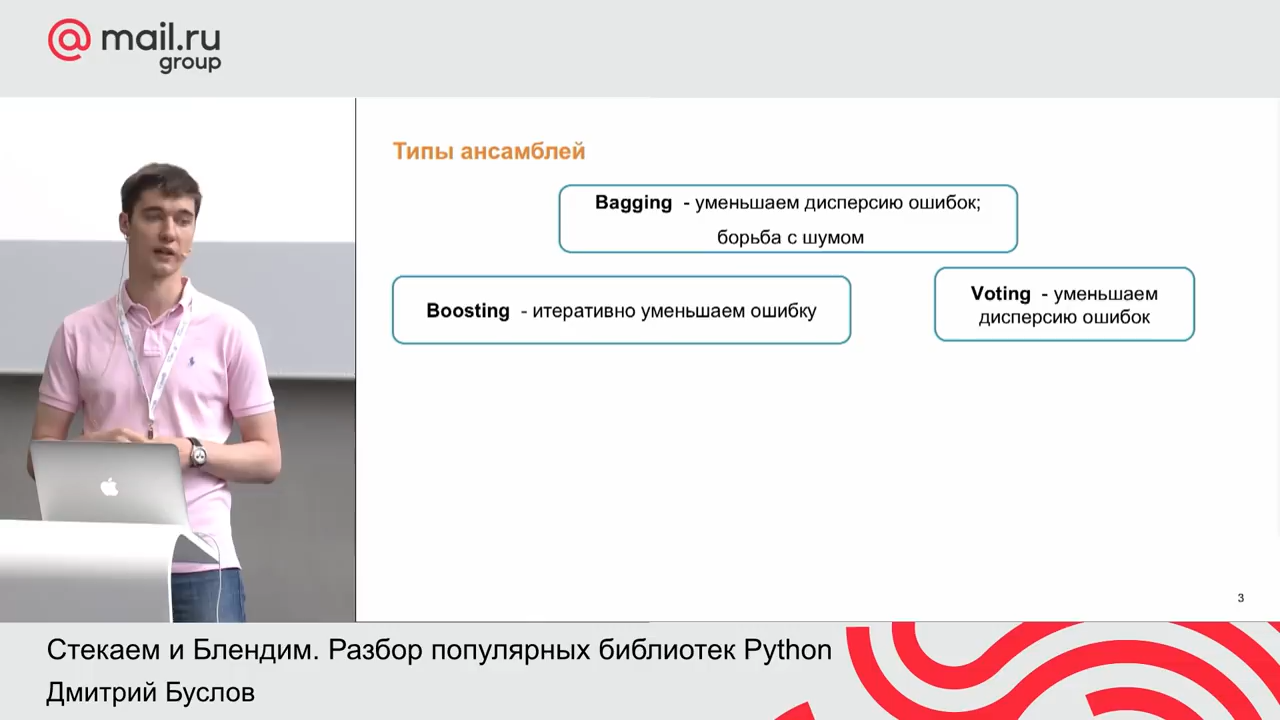 @ mail.ru
group
Типы ансамблей
Bagging - уменьшаем дисперсию ошибок;
борьба с шумом
Boosting - итеративно уменьшаем ошибку
Voting - уменьшаем
дисперсию ошибок
3
Стекаем и Блендим. Разбор популярных библиотек Python
Дмитрий Буслов